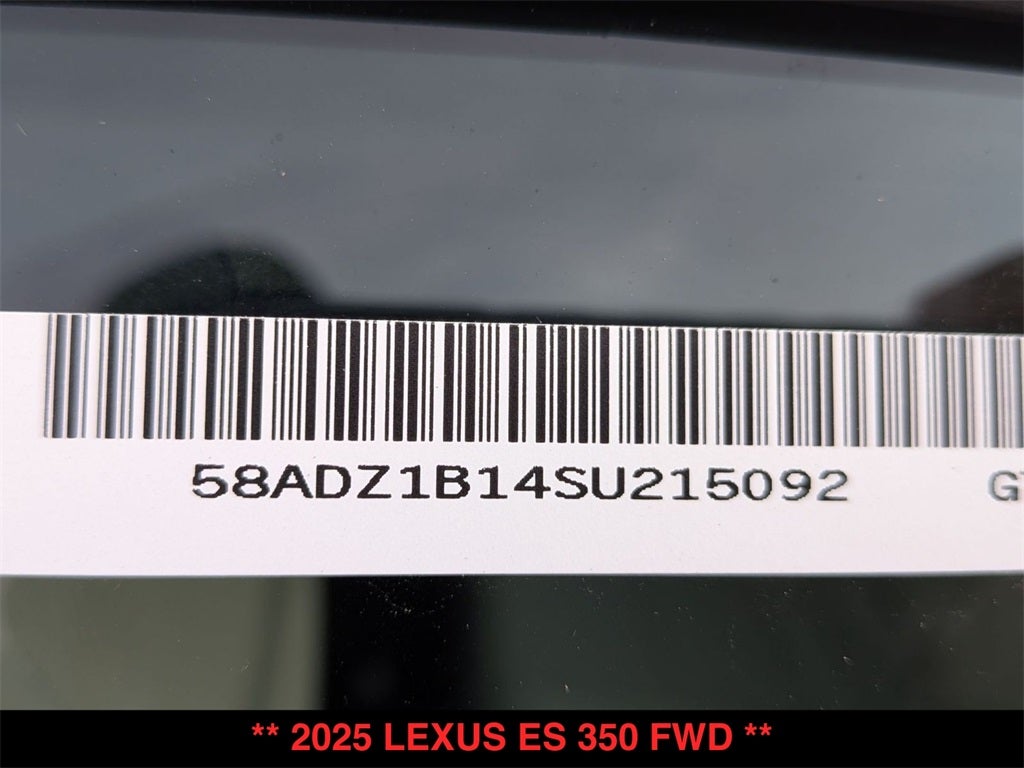 58ADZ1B14SU215092 G
** 2025 LEXUS ES 350 FWD **